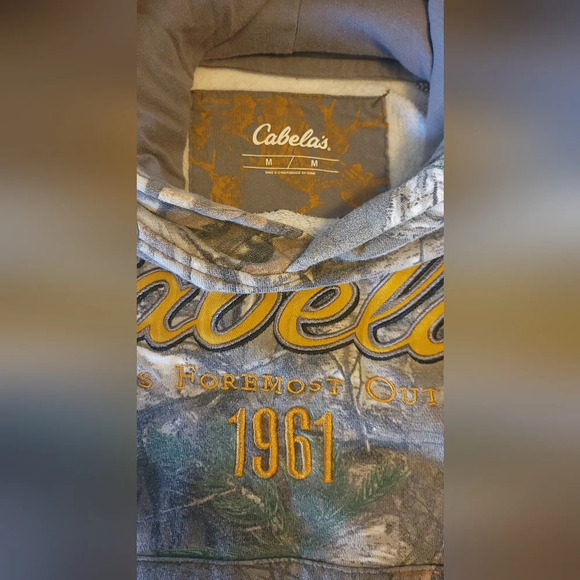 Cabela's
M / M
abela
s Foremost Out
1961